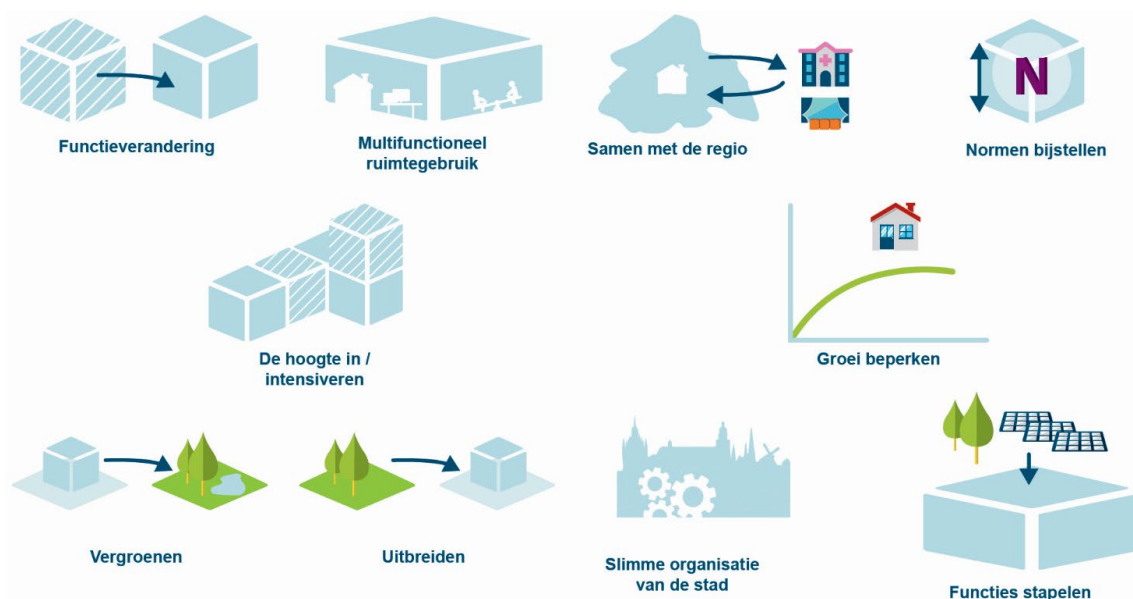 Functieverandering
Multifunctioneel
ruimtegebruik
Samen met de regio
N
Normen bijstellen
De hoogte in /
intensiveren
Groei beperken
Vergroenen
Uitbreiden
Slimme organisatie
van de stad
Functies stapelen